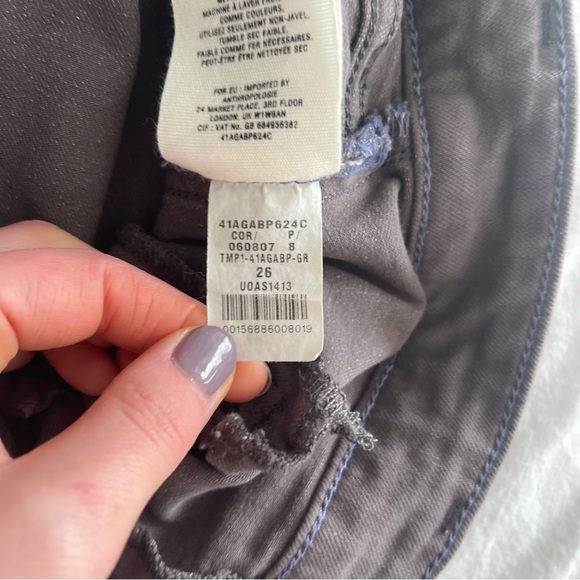 MACHINE À LAVER FROID
COMME COULEURS.
UTILISEZ SEULEMENT NON-JAVEL.
TUMBLE SEC FAIBLE.
FAIBLE COMME FER NÉCESSAIRE.
PEUT-ÊTRE ÊTRE NETTOYÉE SEC
FOR EU: IMPORTED BY
ANTHROPOLOGIE
24 MARKET PLACE, 3RD FLOOR
LONDON, UK W1W8AN
CIF: VAT No. GB 684936382
41AGABP624C
41AGABP624C
COR/ P/
060807 8
TMP1-41AGABP-GR
26
UOAS1413
00156886008019